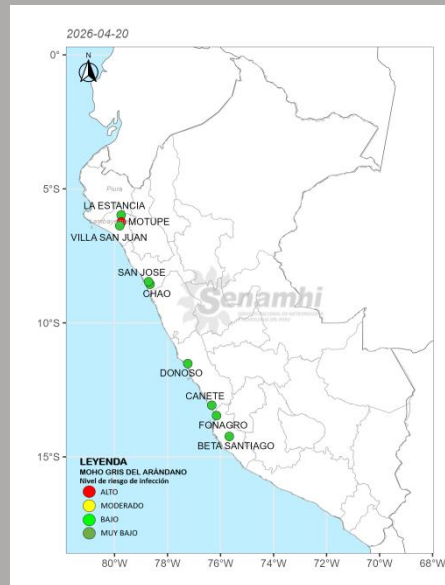 2026-04-20
N
0°
5°S
Piura
LA ESTANCIA
MOTUPE
VILLA SAN JUAN
SAN JOSE
CHAO
Senamhi
10°S
DONOSO
CANETE
FONAGRO
BETA SANTIAGO
15°S
LEYENDA
MOHO GRIS DEL ARÁNDANO
Nivel de riesgo de infección
ALTO
MODERADO
BAJO
MUY BAJO
80°W 78°W 76°W 74°W 72°W 70°W 68°W